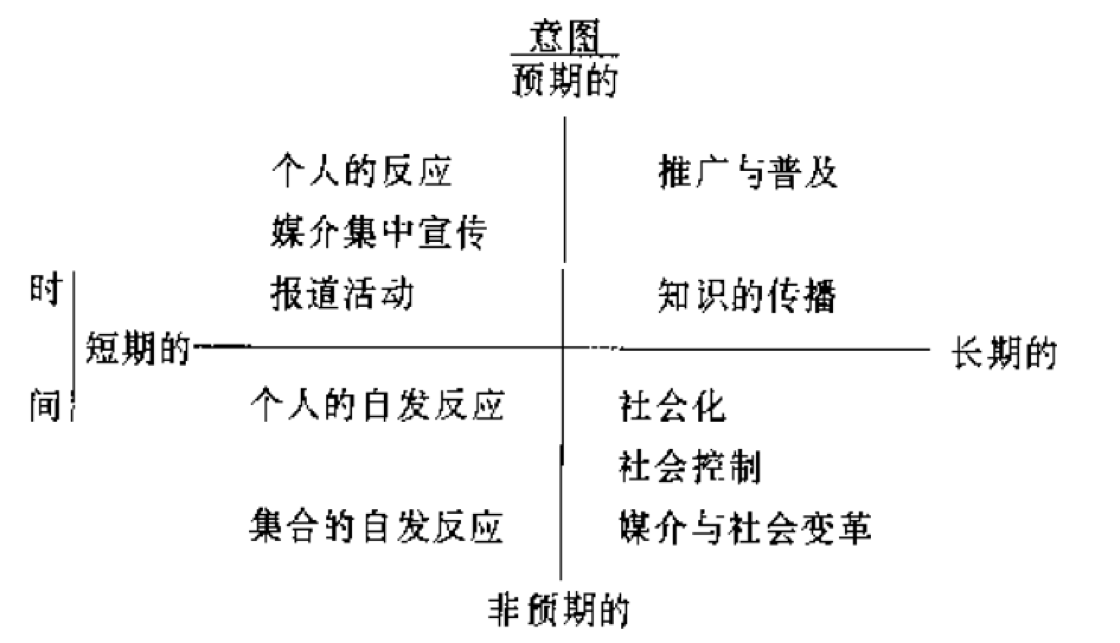 意图
预期的
个人的反应 推广与普及
媒介集中宣传
报道活动 知识的传播
时间
短期的 长期的
个人的自发反应 社会化
社会控制
集合的自发反应 媒介与社会变革
非预期的